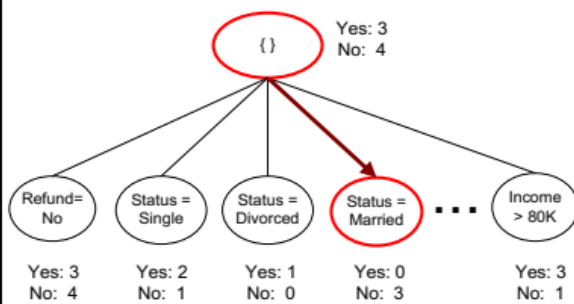 { }
Yes: 3
No: 4
Refund=
No
Status =
Single
Status =
Divorced
Status =
Married
...
Income
> 80K
Yes: 3
No: 4
Yes: 2
No: 1
Yes: 1
No: 0
Yes: 0
No: 3
Yes: 3
No: 1